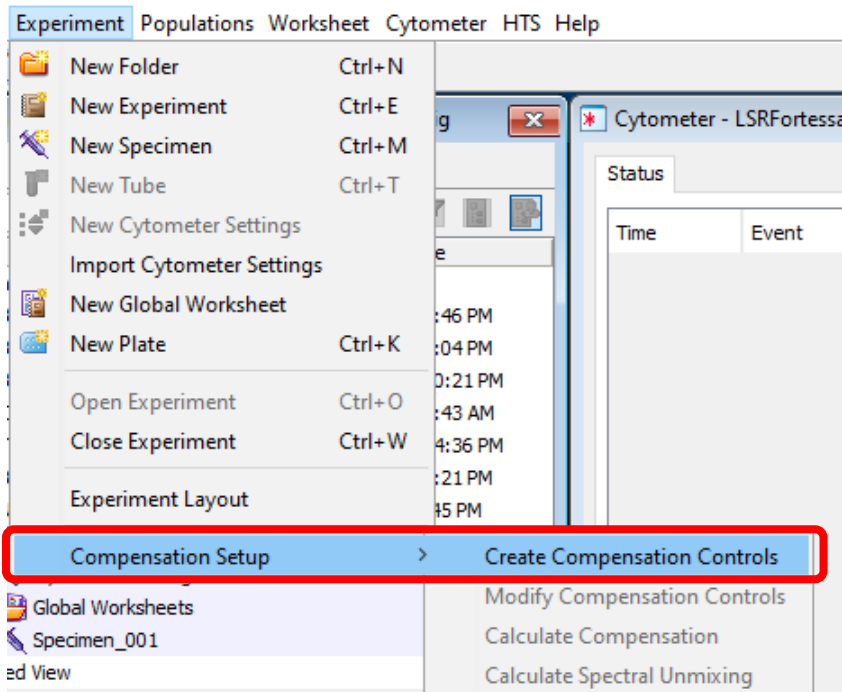 Experiment Populations Worksheet Cytometer HTS Help
New Folder Ctrl+N
New Experiment Ctrl+E
New Specimen Ctrl+M
New Tube Ctrl+T
New Cytometer Settings
Import Cytometer Settings
New Global Worksheet
New Plate Ctrl+K
Open Experiment Ctrl+O
Close Experiment Ctrl+W
Experiment Layout
Compensation Setup
Create Compensation Controls
Modify Compensation Controls
Calculate Compensation
Calculate Spectral Unmixing
ig
Cytometer - LSRFortessa
Status
Time Event
e
:46 PM
:04 PM
0:21 PM
:43 AM
4:36 PM
:21 PM
45 PM
Global Worksheets
Specimen_001
ed View